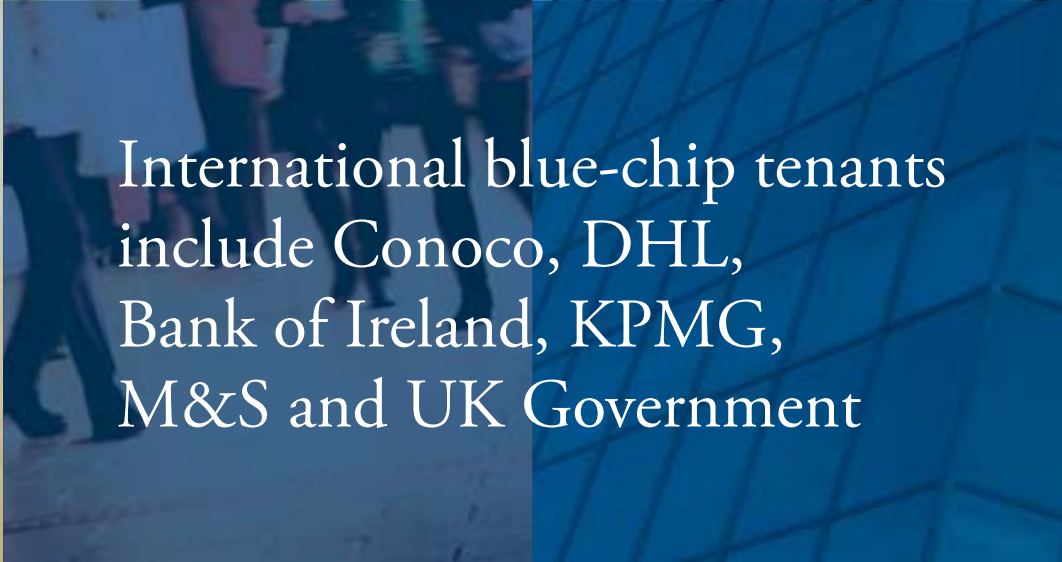 International blue-chip tenants
include Conoco, DHL,
Bank of Ireland, KPMG,
M&S and UK Government